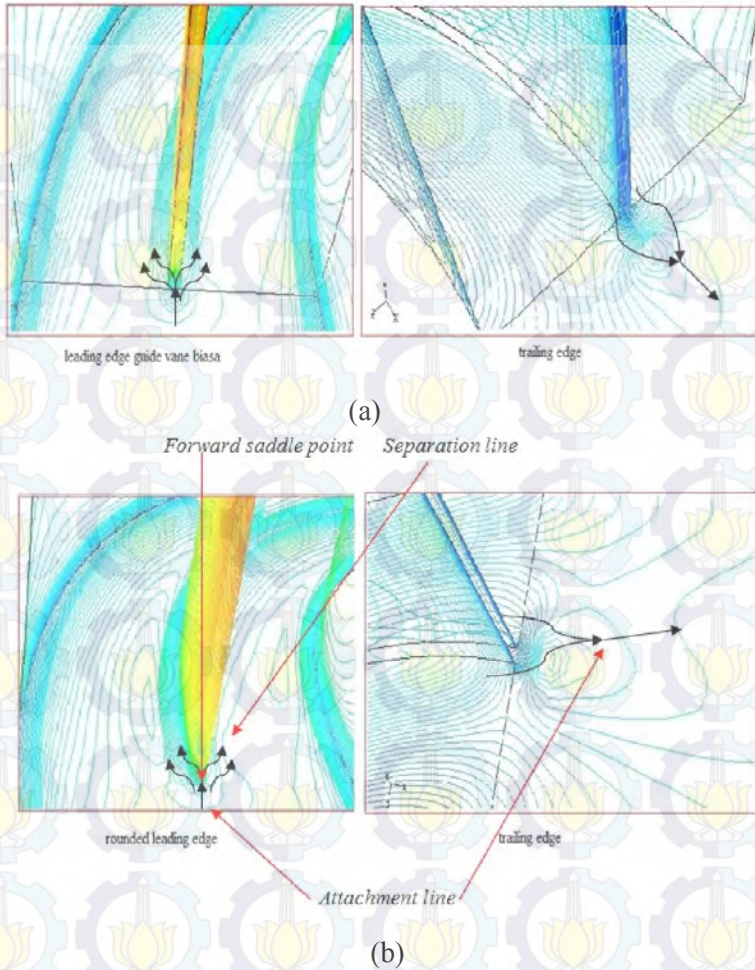 leading edge guide vane biasa
trailing edge
(a)
Forward saddle point Separation line
rounded leading edge
trailing edge
Attachment line
(b)